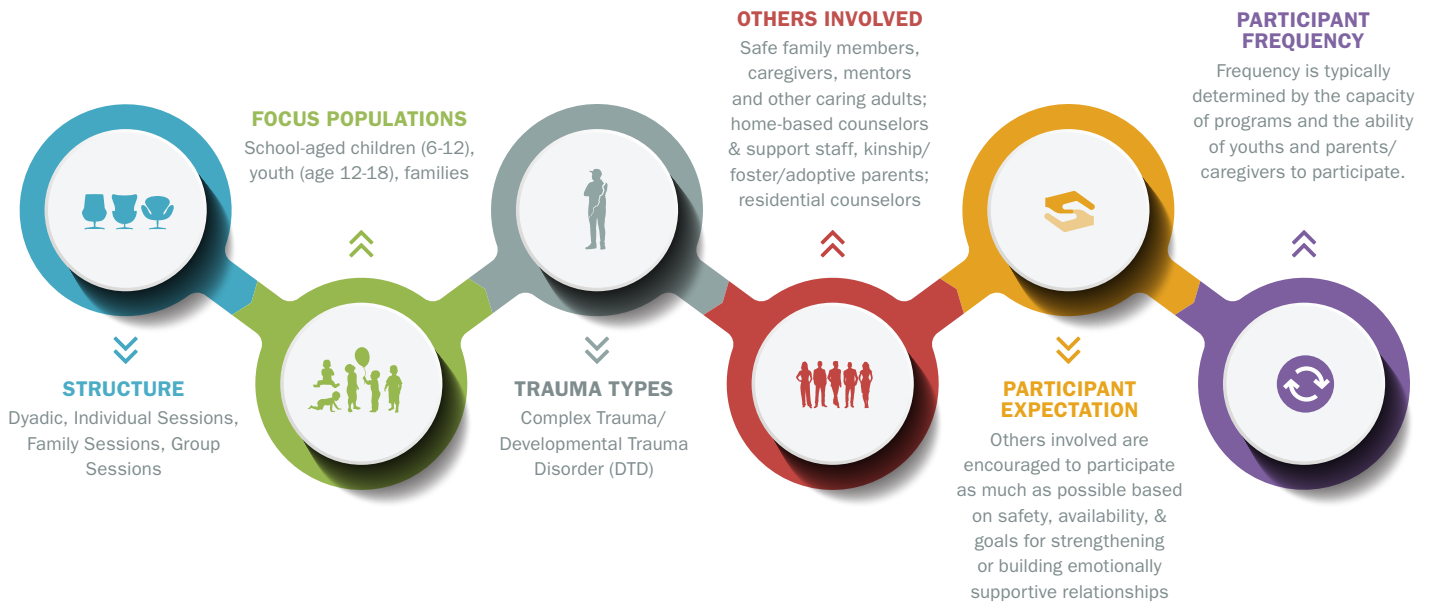 STRUCTURE
Dyadic, Individual Sessions,
Family Sessions, Group
Sessions
FOCUS POPULATIONS
School-aged children (6-12),
youth (age 12-18), families
TRAUMA TYPES
Complex Trauma/
Developmental Trauma
Disorder (DTD)
OTHERS INVOLVED
Safe family members,
caregivers, mentors
and other caring adults;
home-based counselors
& support staff, kinship/
foster/adoptive parents;
residential counselors
PARTICIPANT
EXPECTATION
Others involved are
encouraged to participate
as much as possible based
on safety, availability, &
goals for strengthening
or building emotionally
supportive relationships
PARTICIPANT
FREQUENCY
Frequency is typically
determined by the capacity
of programs and the ability
of youths and parents/
caregivers to participate.